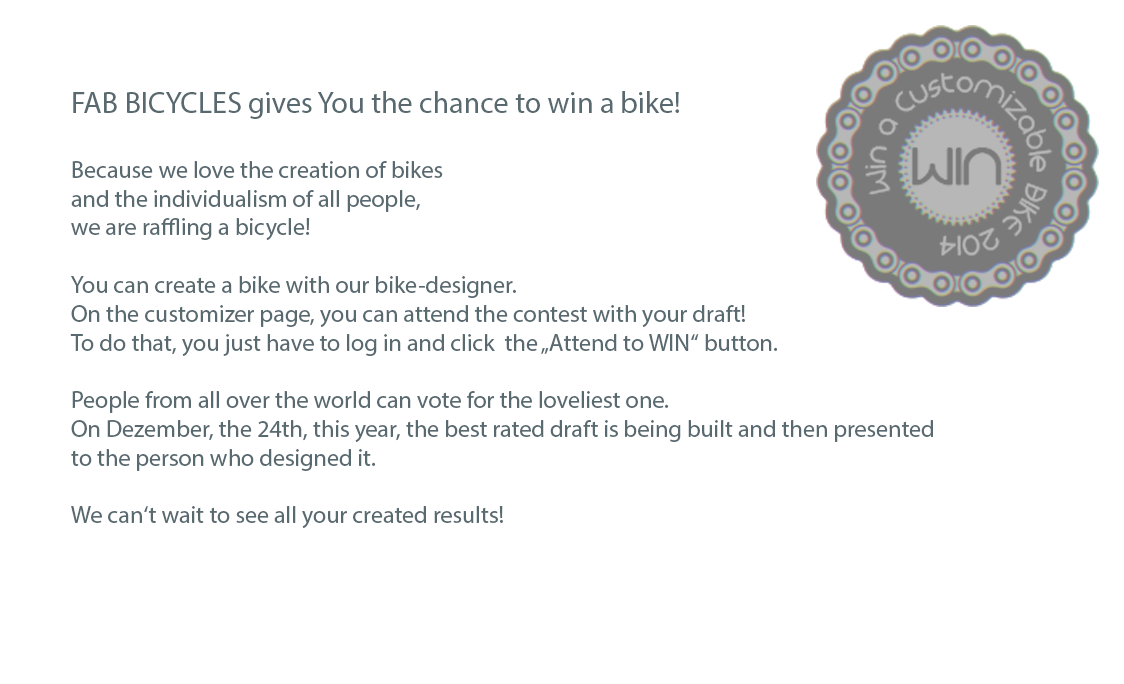 FAB BICYCLES gives You the chance to win a bike!
Because we love the creation of bikes
and the individualism of all people,
we are raffling a bicycle!
You can create a bike with our bike-designer.
On the customizer page, you can attend the contest with your draft!
To do that, you just have to log in and click  the „Attend to WIN“ button.
People from all over the world can vote for the loveliest one.
On Dezember, the 24th, this year, the best rated draft is being built and then presented
to the person who designed it.
We can‘t wait to see all your created results!
Win a Customizable Bike 2014
WIN